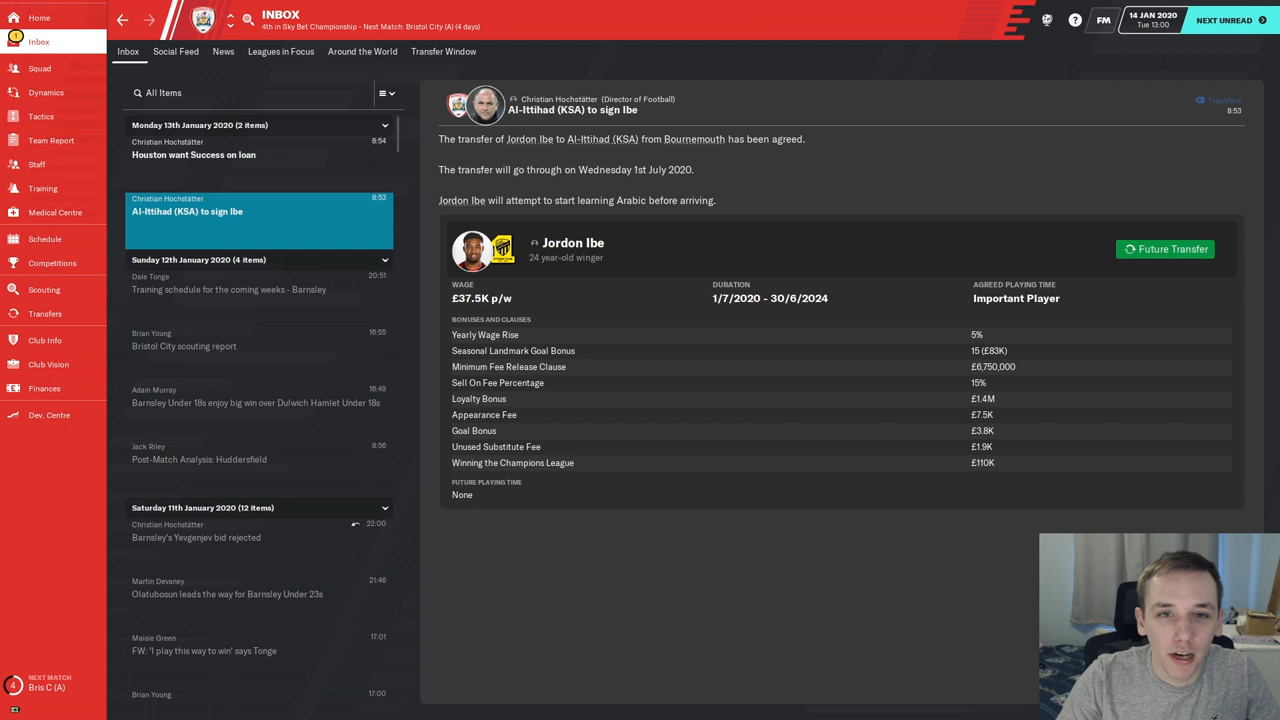 Home
Inbox
Squad
Dynamics
Tactics
Team Report
Staff
Training
Medical Centre
Schedule
Competitions
Scouting
Transfers
Club Info
Club Vision
Finances
Dev. Centre
4
NEXT MATCH
Bris C (A)
INBOX
4th in Sky Bet Championship - Next Match: Bristol City (A) (4 days)
FM
14 JAN 2020
Tue 13:00
NEXT UNREAD
Inbox
Social Feed
News
Leagues in Focus
Around the World
Transfer Window
All Items
Monday 13th January 2020 (2 items)
Christian Hochstätter 8:54
Houston want Success on loan
Christian Hochstätter 8:53
Al-Ittihad (KSA) to sign Ibe
Sunday 12th January 2020 (4 items)
Dale Tonge 20:51
Training schedule for the coming weeks - Barnsley
Brian Young 16:55
Bristol City scouting report
Adam Murray 16:49
Barnsley Under 18s enjoy big win over Dulwich Hamlet Under 18s
Jack Riley 8:56
Post-Match Analysis: Huddersfield
Saturday 11th January 2020 (12 items)
Christian Hochstätter 22:00
Barnsley's Yevgenjev bid rejected
Martin Devaney 21:46
Olatubosun leads the way for Barnsley Under 23s
Maisie Green 17:01
FW: 'I play this way to win' says Tonge
Brian Young 17:00
Christian Hochstätter (Director of Football)
Al-Ittihad (KSA) to sign Ibe
Transfers
8:53
The transfer of Jordon Ibe to Al-Ittihad (KSA) from Bournemouth has been agreed.
The transfer will go through on Wednesday 1st July 2020.
Jordon Ibe will attempt to start learning Arabic before arriving.
Jordon Ibe
24 year-old winger
Future Transfer
WAGE DURATION AGREED PLAYING TIME
£37.5K p/w 1/7/2020 - 30/6/2024 Important Player
BONUSES AND CLAUSES
Yearly Wage Rise 5%
Seasonal Landmark Goal Bonus 15 (£83K)
Minimum Fee Release Clause £6,750,000
Sell On Fee Percentage 15%
Loyalty Bonus £1.4M
Appearance Fee £7.5K
Goal Bonus £3.8K
Unused Substitute Fee £1.9K
Winning the Champions League £110K
FUTURE PLAYING TIME
None